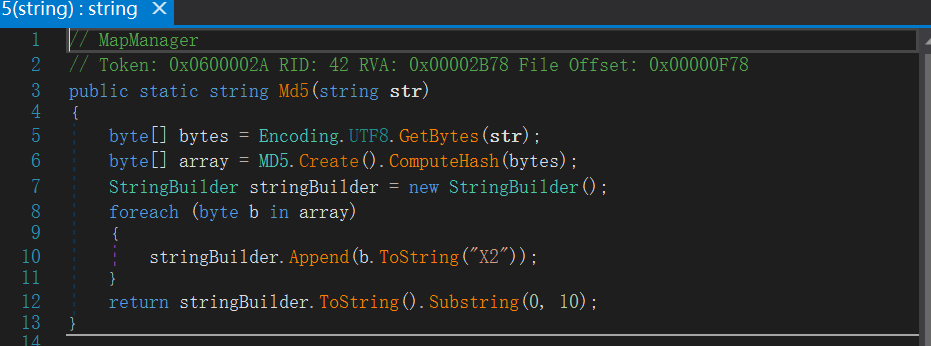 5(string) : string ✕
1 // MapManager
2 // Token: 0x0600002A RID: 42 RVA: 0x00002B78 File Offset: 0x00000F78
3 public static string Md5(string str)
4 {
5 byte[] bytes = Encoding.UTF8.GetBytes(str);
6 byte[] array = MD5.Create().ComputeHash(bytes);
7 StringBuilder stringBuilder = new StringBuilder();
8 foreach (byte b in array)
9 {
10 stringBuilder.Append(b.ToString("X2"));
11 }
12 return stringBuilder.ToString().Substring(0, 10);
13 }
14